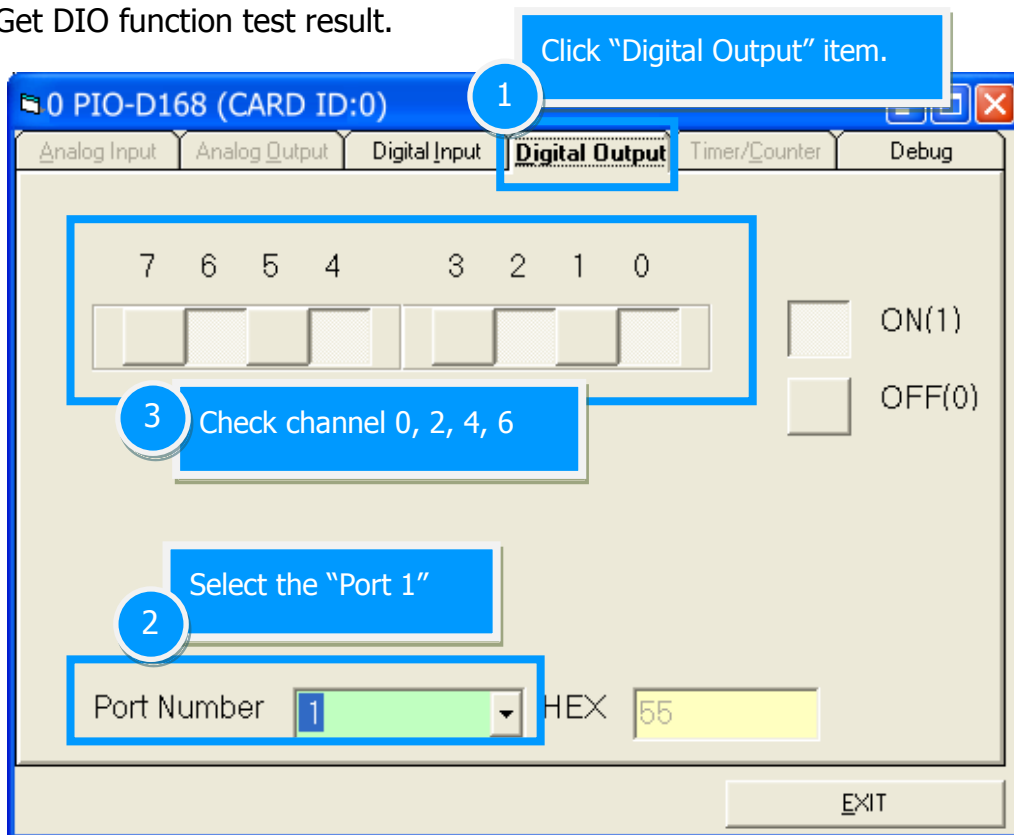 Get DIO function test result.
Click “Digital Output” item.
1
0 PIO-D168 (CARD ID:0)
Analog Input Analog Output Digital Input Digital Output Timer/Counter Debug
7 6 5 4 3 2 1 0
ON(1)
OFF(0)
3 Check channel 0, 2, 4, 6
Select the “Port 1”
2
Port Number 1 HEX 55
EXIT